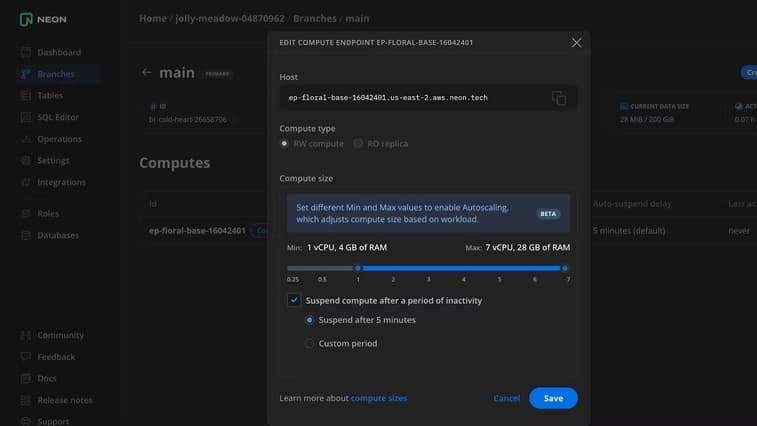 NEON
Home / jolly-meadow-04870962 / Branches / main
Dashboard
Branches
Tables
SQL Editor
Operations
Settings
Integrations
Roles
Databases
Community
Feedback
Docs
Release notes
Support
main PRIMARY
ID
br-cold-heart-26658706
CURRENT DATA SIZE
28 MiB / 200 GiB
0.07 h
Computes
Id
Auto-suspend delay
ep-floral-base-16042401
5 minutes (default)
never
EDIT COMPUTE ENDPOINT EP-FLORAL-BASE-16042401
Host
ep-floral-base-16042401.us-east-2.aws.neon.tech
Compute type
RW compute
RO replica
Compute size
Set different Min and Max values to enable Autoscaling,
which adjusts compute size based on workload.
BETA
Min: 1 vCPU, 4 GB of RAM
Max: 7 vCPU, 28 GB of RAM
0.25 0.5 1 2 3 4 5 6 7
Suspend compute after a period of inactivity
Suspend after 5 minutes
Custom period
Learn more about compute sizes
Cancel
Save